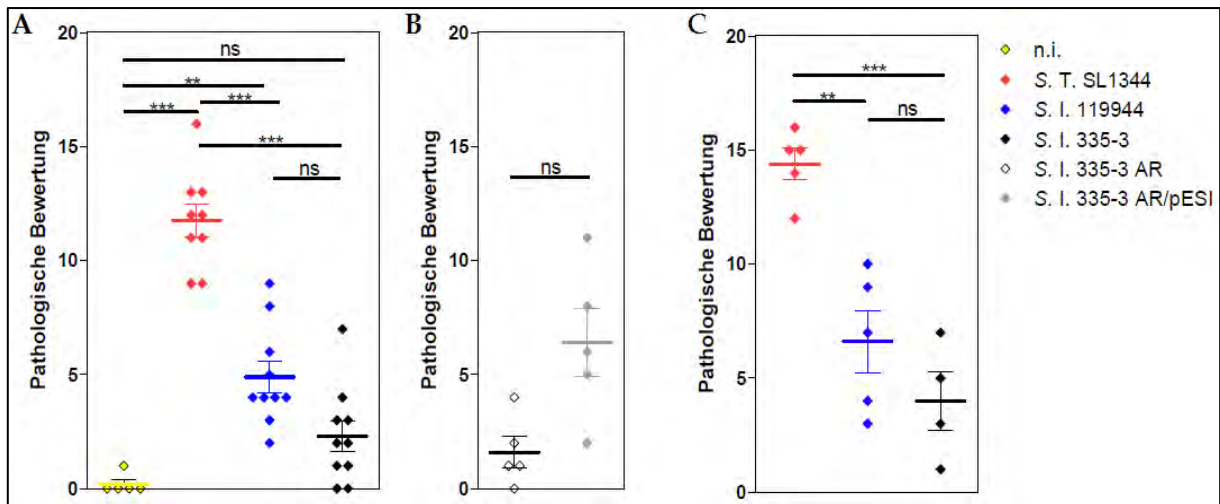 A
Pathologische Bewertung
20
15
10
5
0
ns
**
***
***
***
ns
B
Pathologische Bewertung
20
15
10
5
0
ns
C
Pathologische Bewertung
20
15
10
5
0
***
**
ns
n.i.
S. T. SL1344
S. I. 119944
S. I. 335-3
S. I. 335-3 AR
S. I. 335-3 AR/pESI